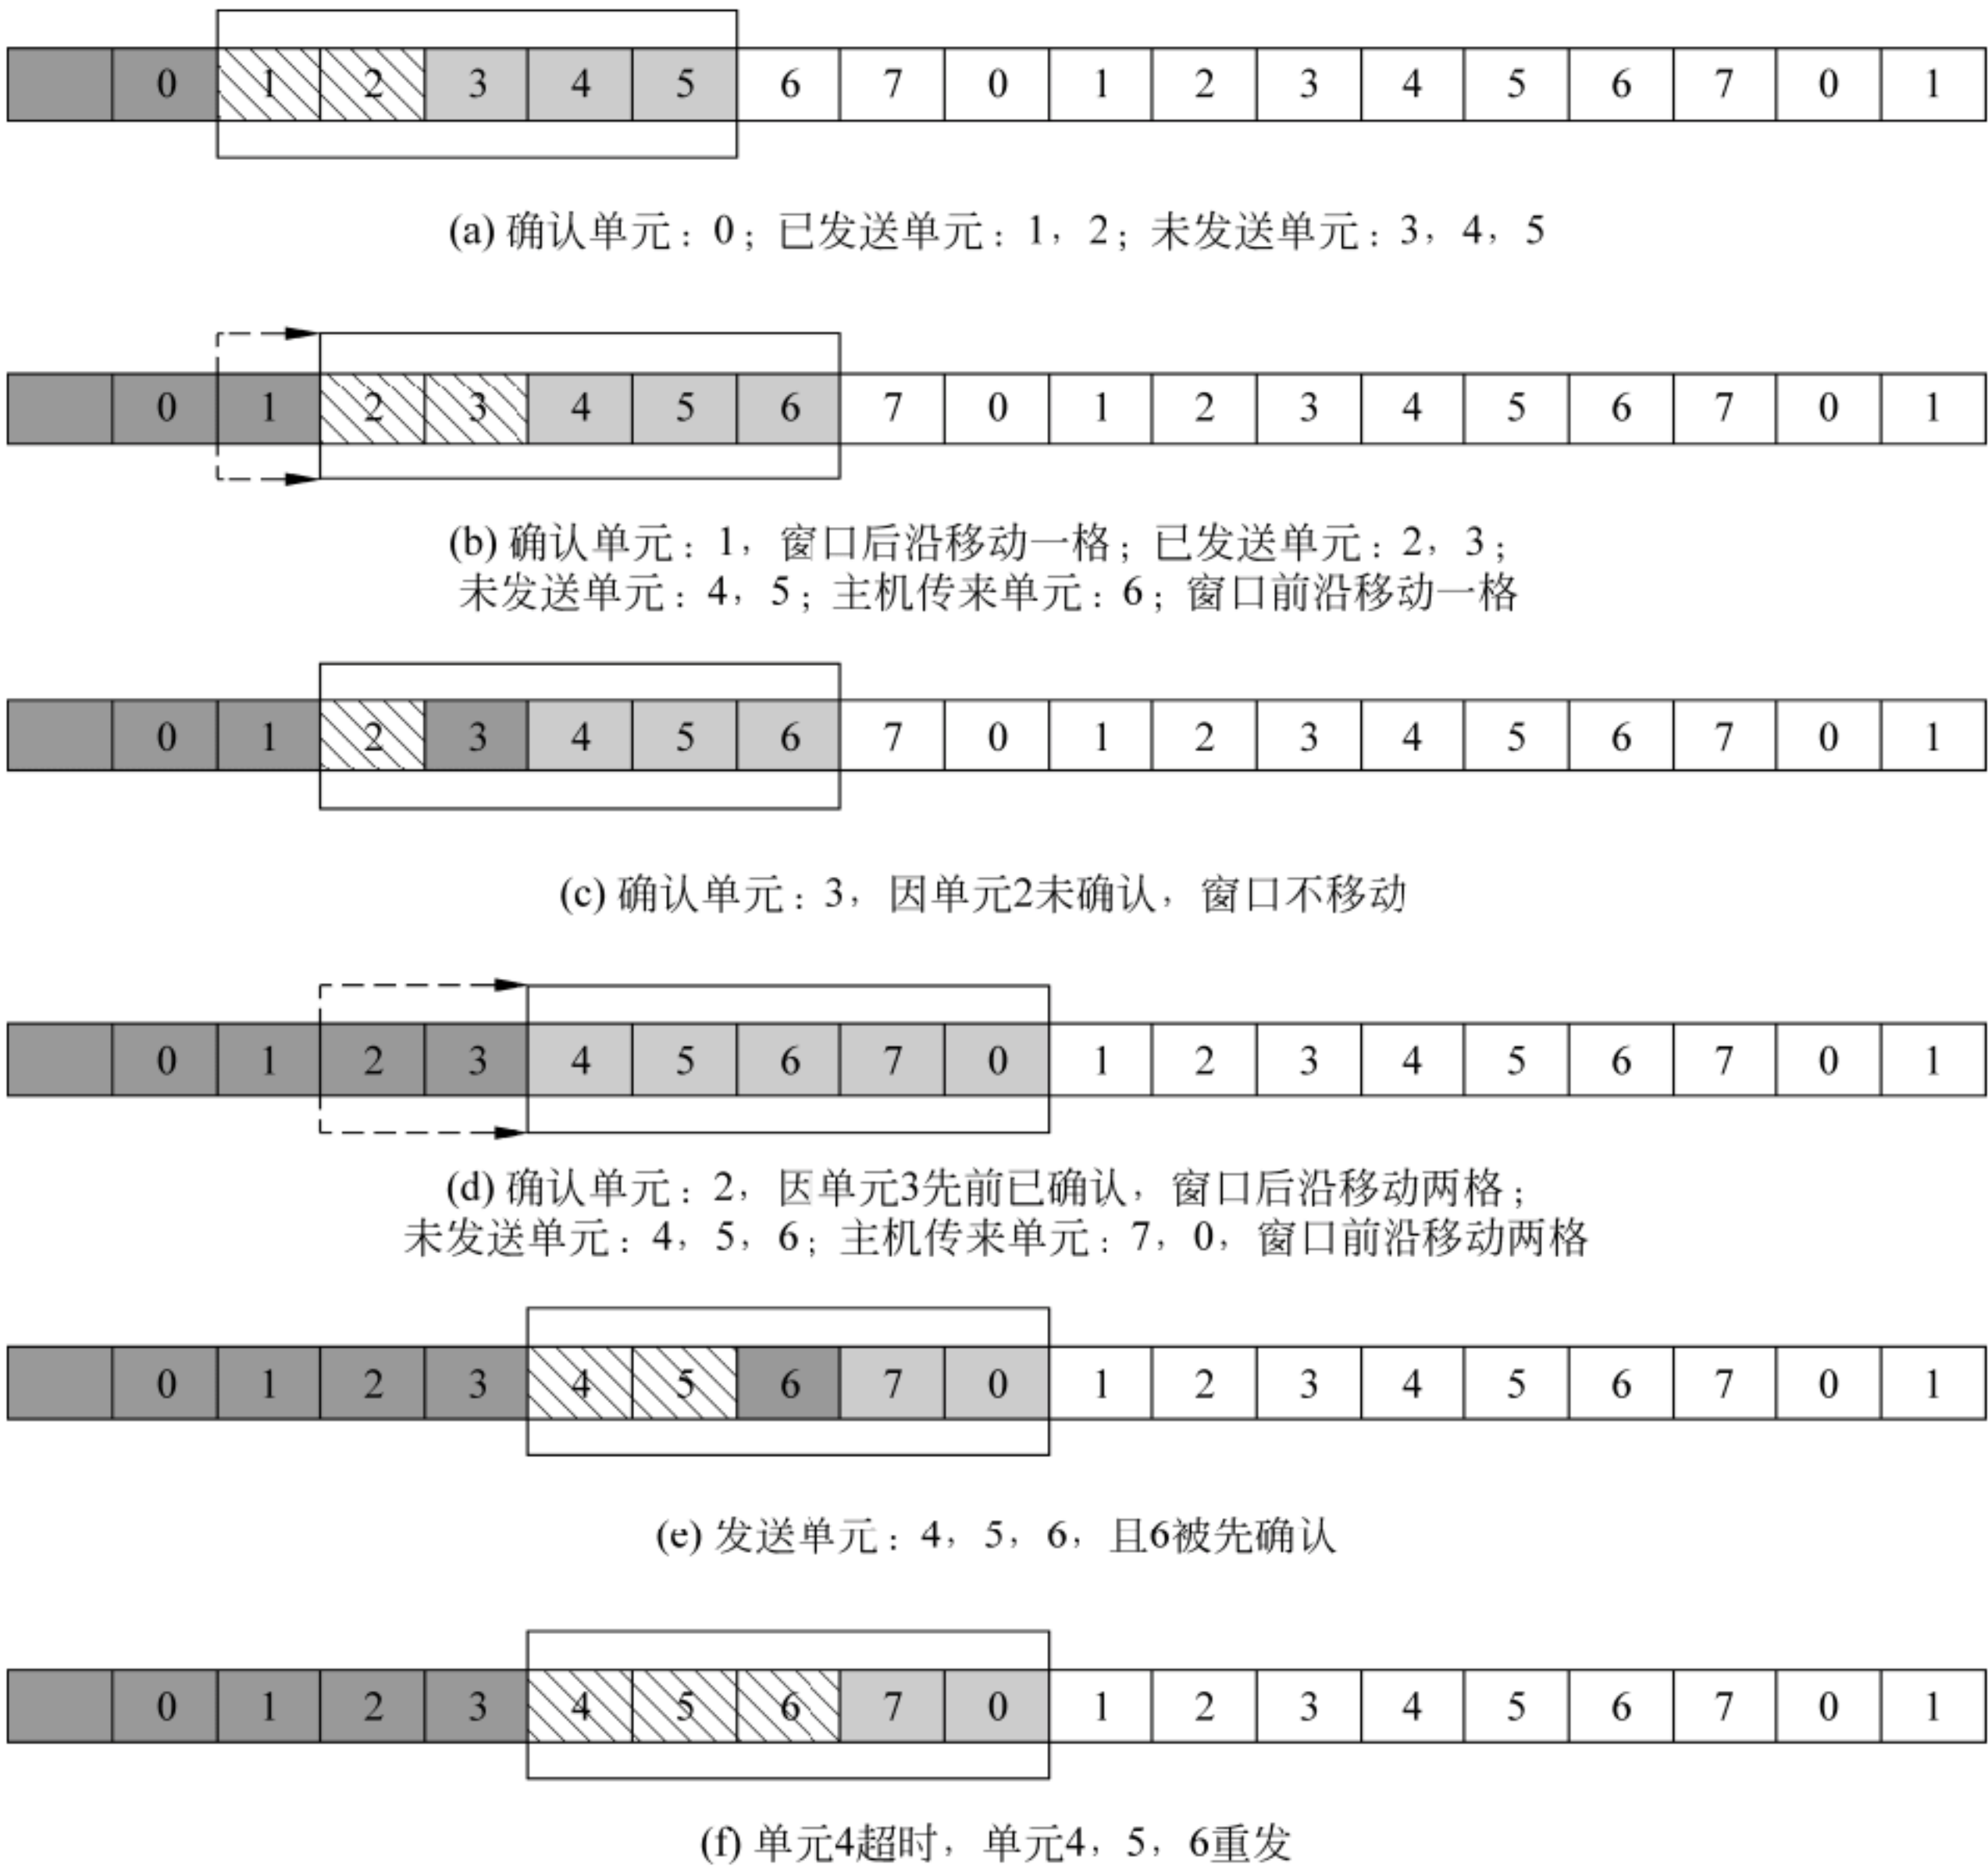 0 1 2 3 4 5 6 7 0 1 2 3 4 5 6 7 0 1
(a) 确认单元：0；已发送单元：1，2；未发送单元：3，4，5
0 1 2 3 4 5 6 7 0 1 2 3 4 5 6 7 0 1
(b) 确认单元：1，窗口后沿移动一格；已发送单元：2，3；
未发送单元：4，5；主机传来单元：6；窗口前沿移动一格
0 1 2 3 4 5 6 7 0 1 2 3 4 5 6 7 0 1
(c) 确认单元：3，因单元2未确认，窗口不移动
0 1 2 3 4 5 6 7 0 1 2 3 4 5 6 7 0 1
(d) 确认单元：2，因单元3先前已确认，窗口后沿移动两格；
未发送单元：4，5，6；主机传来单元：7，0，窗口前沿移动两格
0 1 2 3 4 5 6 7 0 1 2 3 4 5 6 7 0 1
(e) 发送单元：4，5，6，且6被先确认
0 1 2 3 4 5 6 7 0 1 2 3 4 5 6 7 0 1
(f) 单元4超时，单元4，5，6重发